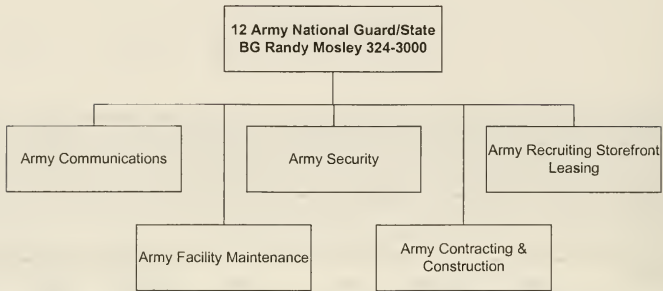 12 Army National Guard/State
BG Randy Mosley 324-3000
Army Communications
Army Security
Army Recruiting Storefront
Leasing
Army Facility Maintenance
Army Contracting &
Construction